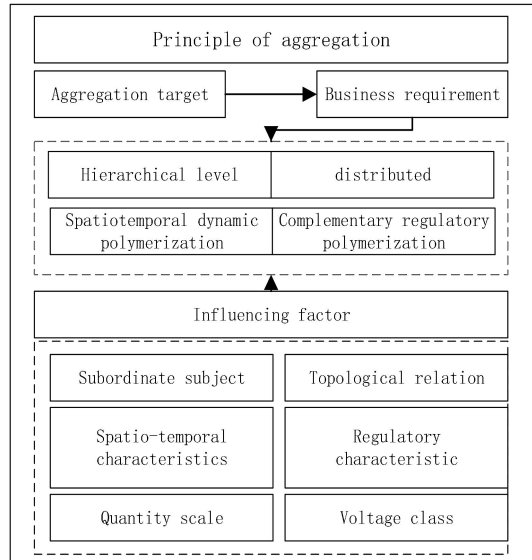 Principle of aggregation
Aggregation target
Business requirement
Hierarchical level
distributed
Spatiotemporal dynamic
polymerization
Complementary regulatory
polymerization
Influencing factor
Subordinate subject
Topological relation
Spatio-temporal
characteristics
Regulatory
characteristic
Quantity scale
Voltage class